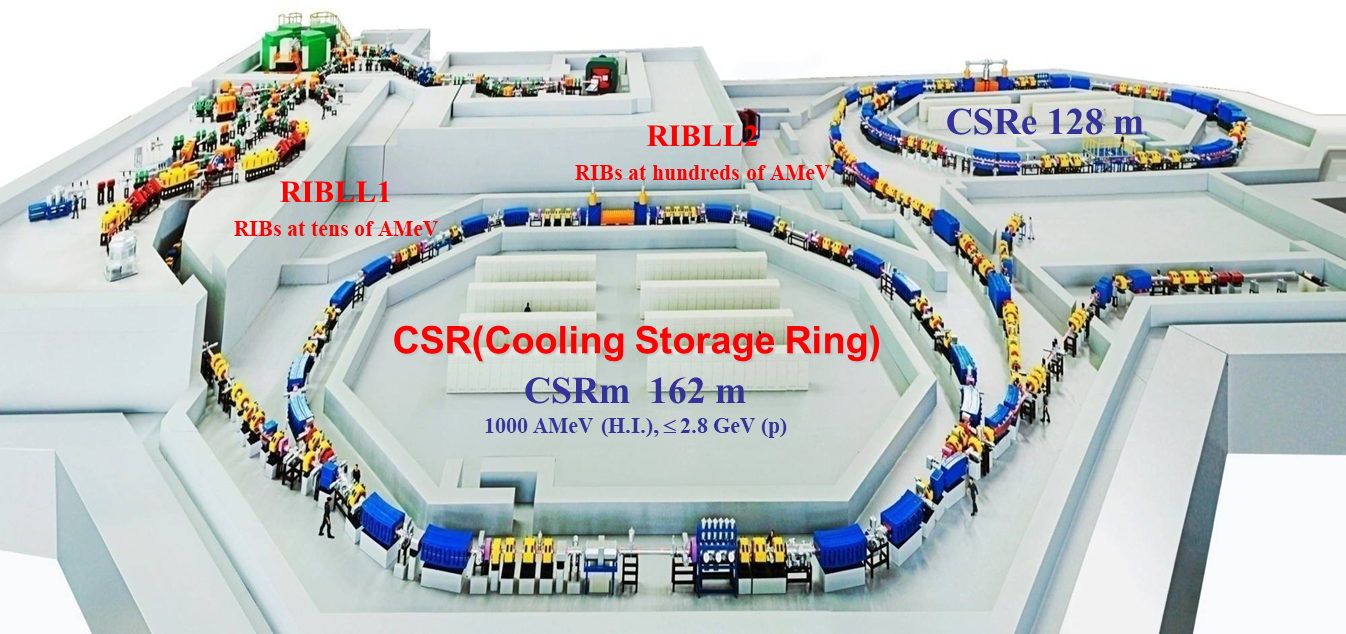 CSRe 128 m
RIBLL2
RIBs at hundreds of AMeV
RIBLL1
RIBs at tens of AMeV
CSR(Cooling Storage Ring)
CSRm 162 m
1000 AMeV (H.I.), ≤ 2.8 GeV (p)